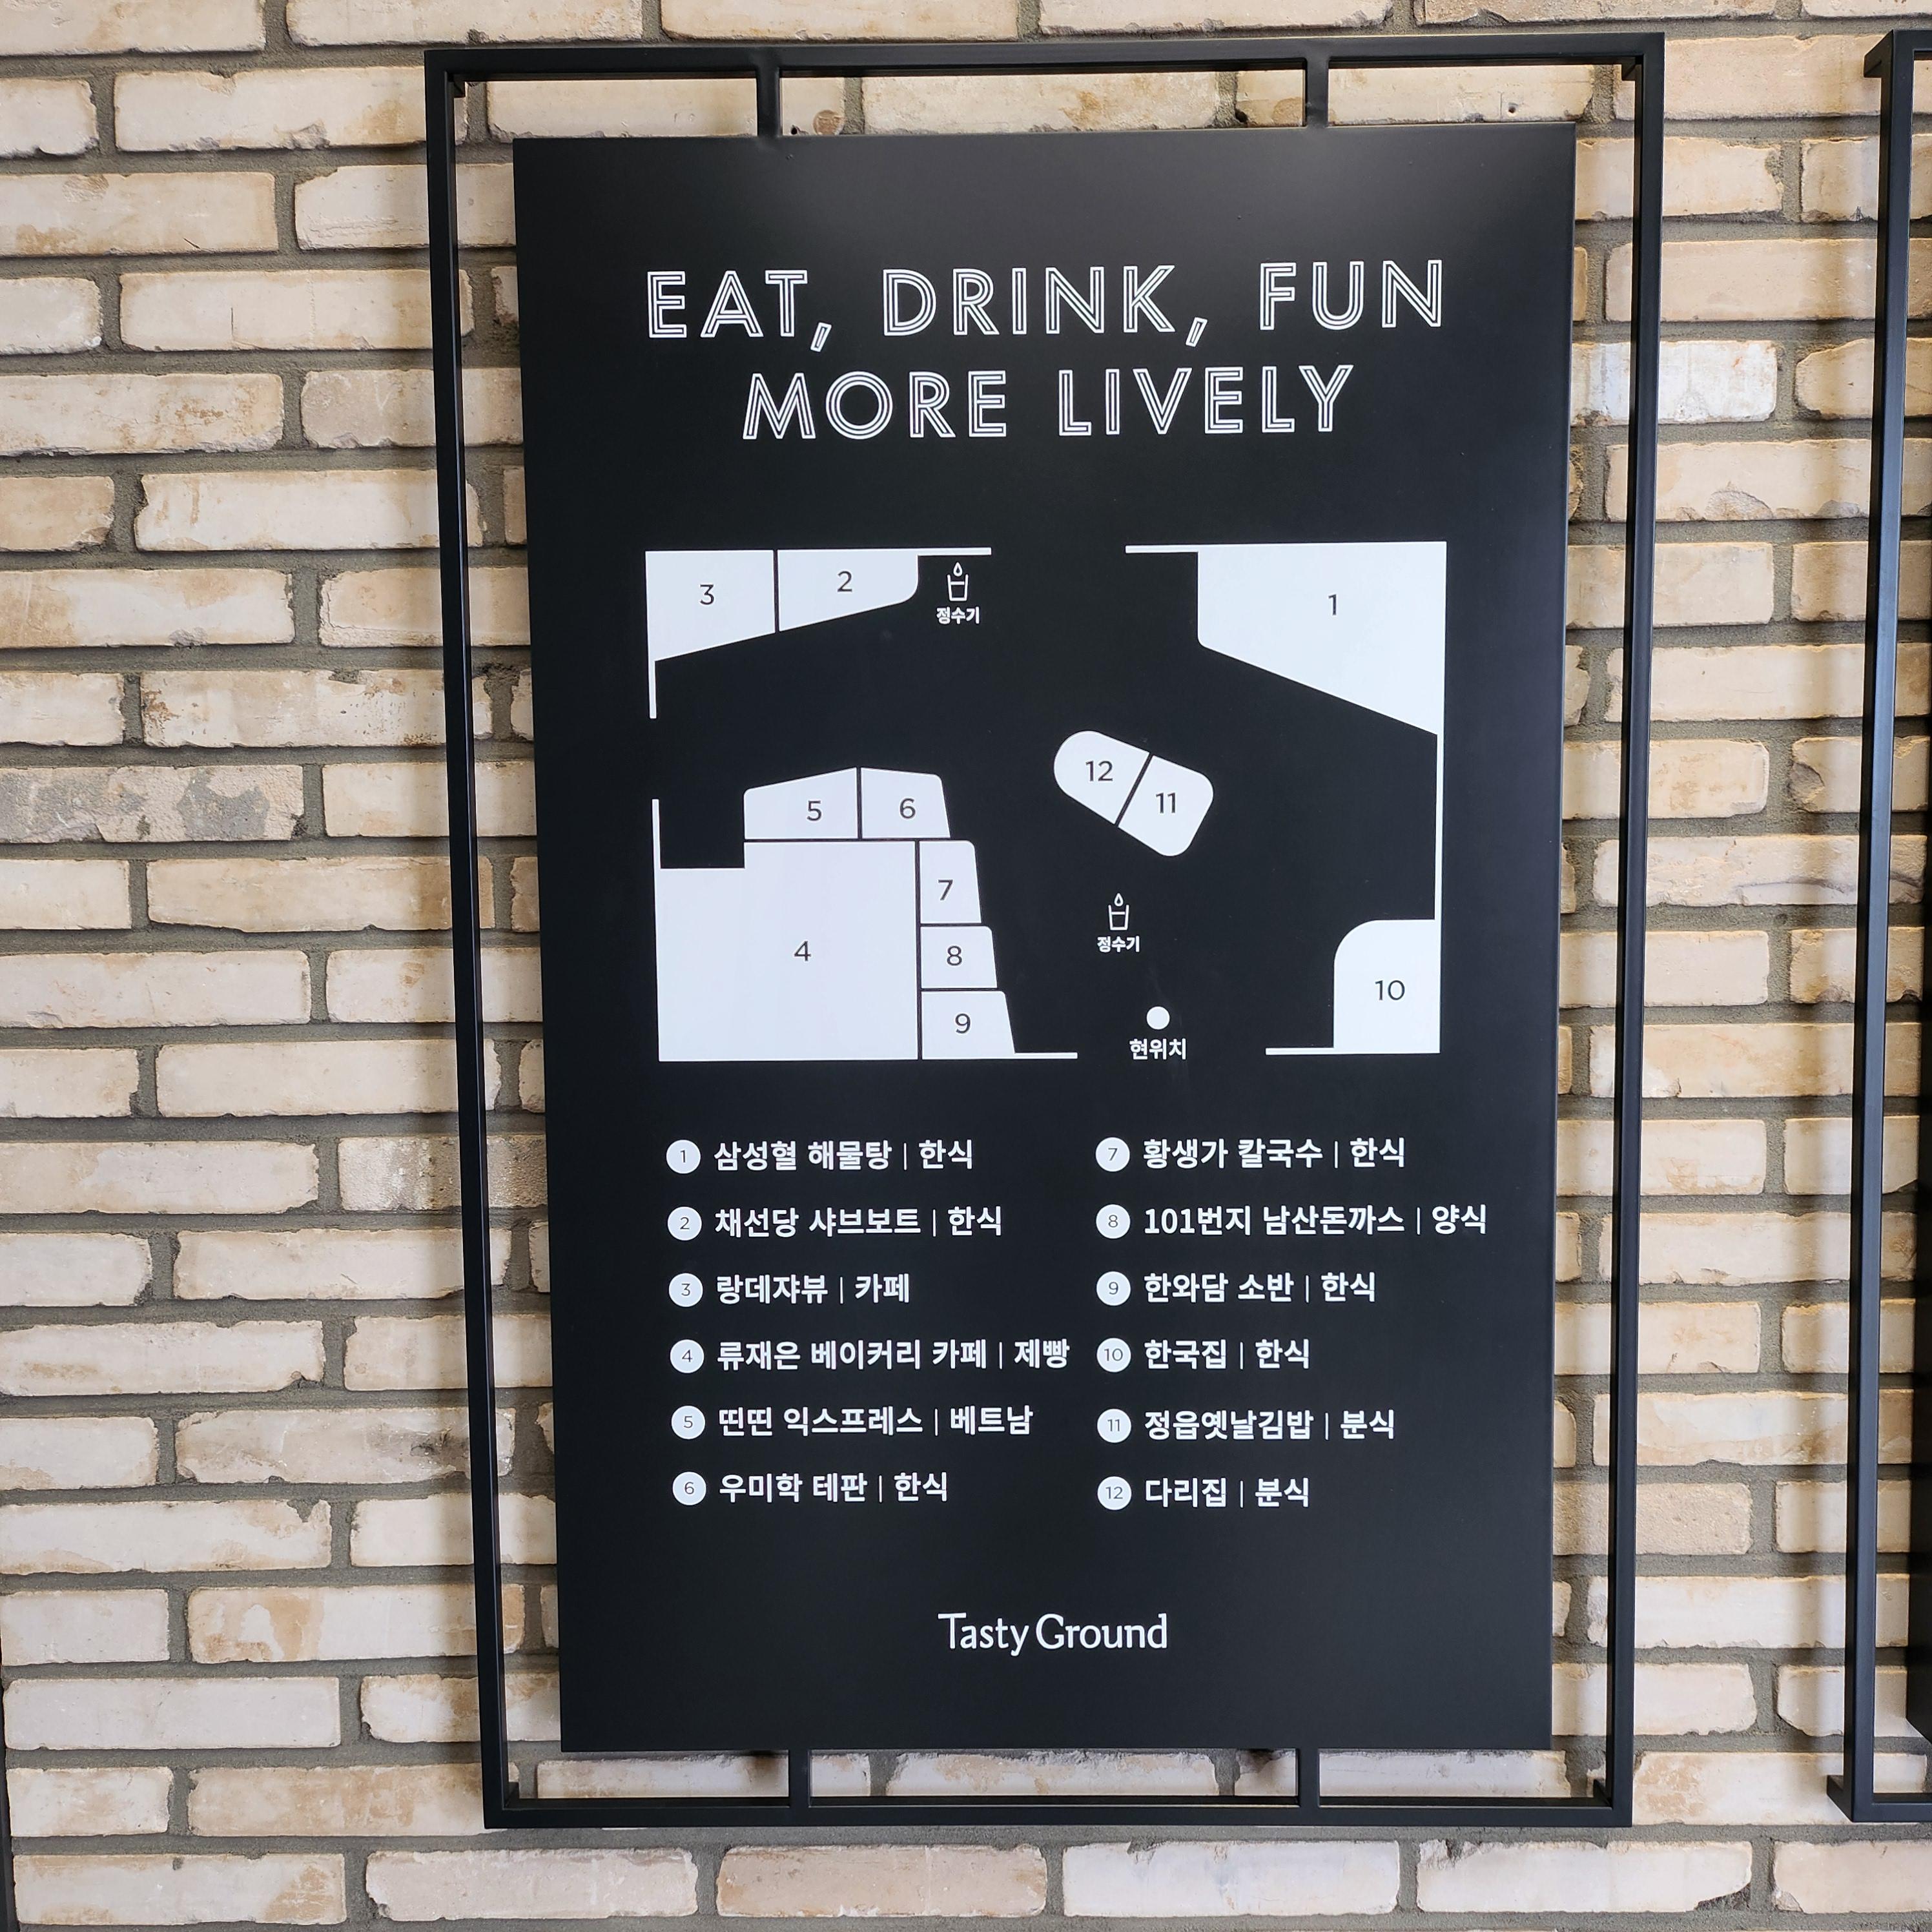 EAT, DRINK, FUN
MORE LIVELY
3
2
정수기
1
12
11
5
6
7
정수기
4
8
10
9
현위치
1 삼성혈 해물탕 | 한식
2 채선당 샤브보트 | 한식
3 랑데쟈뷰 | 카페
4 류재은 베이커리 카페 | 제빵
5 띤띤 익스프레스 | 베트남
6 우미학 테판 | 한식
7 황생가 칼국수 | 한식
8 101번지 남산돈까스 | 양식
9 한와담 소반 | 한식
10 한국집 | 한식
11 정읍옛날김밥 | 분식
12 다리집 | 분식
Tasty Ground